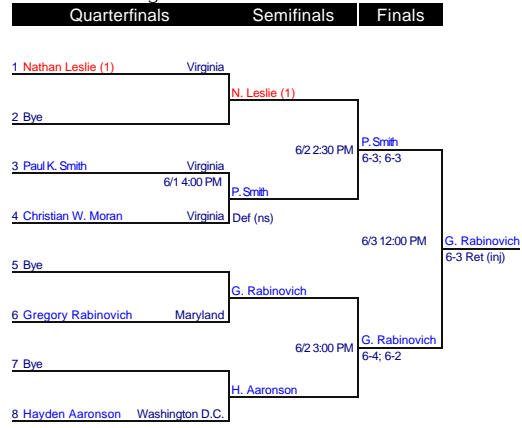 Quarterfinals Semifinals Finals
1 Nathan Leslie (1) Virginia
N. Leslie (1)
2 Bye
6/2 2:30 PM P. Smith
6-3; 6-3
3 Paul K. Smith Virginia
6/1 4:00 PM
P. Smith
4 Christian W. Moran Virginia Def (ns)
6/3 12:00 PM G. Rabinovich
6-3 Ret (inj)
5 Bye
G. Rabinovich
6 Gregory Rabinovich Maryland
6/2 3:00 PM G. Rabinovich
6-4; 6-2
7 Bye
H. Aaronson
8 Hayden Aaronson Washington D.C.